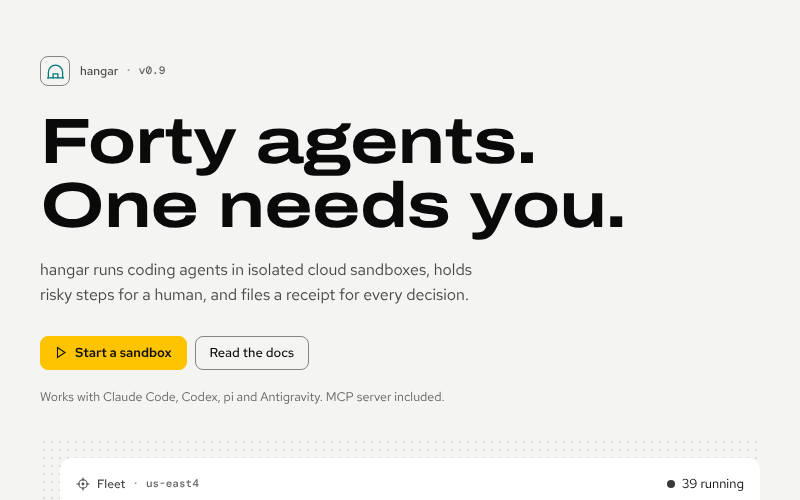 hangar · v0.9
Forty agents.
One needs you.
hangar runs coding agents in isolated cloud sandboxes, holds
risky steps for a human, and files a receipt for every decision.
Start a sandbox
Read the docs
Works with Claude Code, Codex, pi and Antigravity. MCP server included.
Fleet · us-east4
39 running